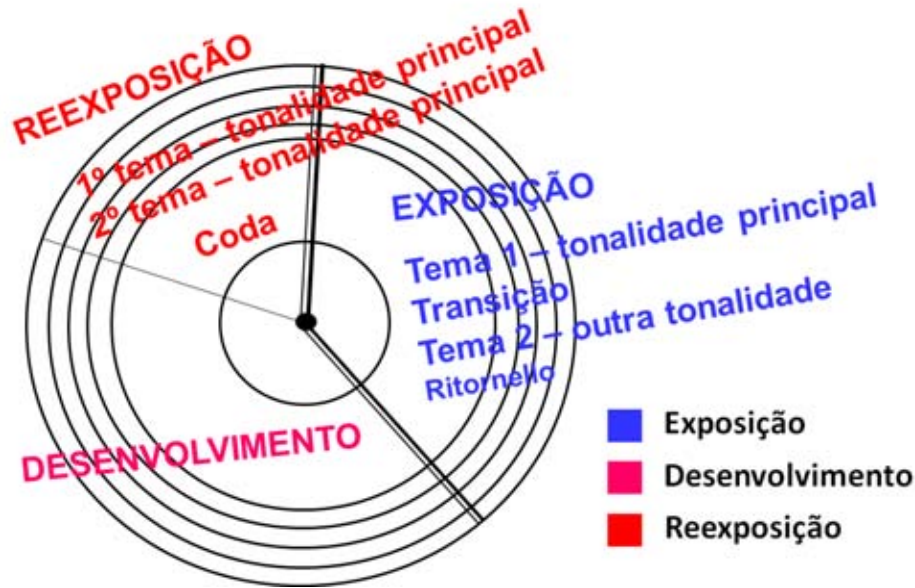 REEXPOSIÇÃO
1º tema – tonalidade principal
2º tema – tonalidade principal
Coda
EXPOSIÇÃO
Tema 1 – tonalidade principal
Transição
Tema 2 – outra tonalidade
Ritornello
DESENVOLVIMENTO
Exposição
Desenvolvimento
Reexposição